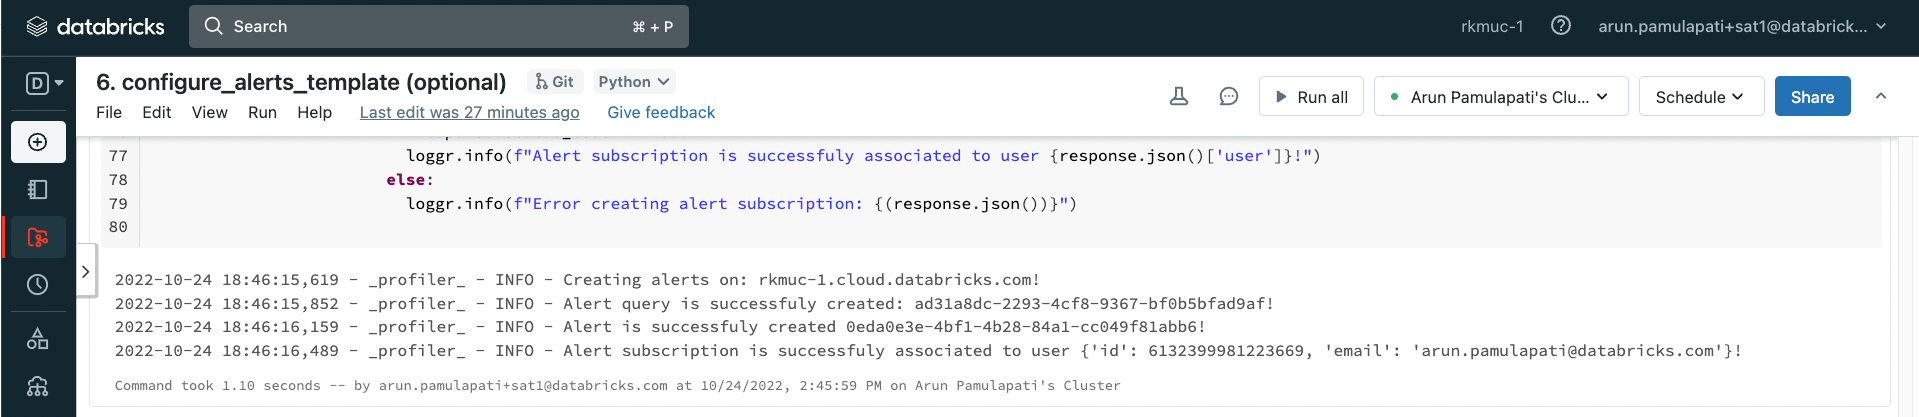 databricks
Search
⌘ + P
rkmuc-1
arun.pamulapati+sat1@databrick...
D
6. configure_alerts_template (optional)
Git
Python
File Edit View Run Help Last edit was 27 minutes ago Give feedback
Run all
Arun Pamulapati's Clu...
Schedule
Share
77 loggr.info(f"Alert subscription is successfuly associated to user {response.json()['user']}!")
78 else:
79 loggr.info(f"Error creating alert subscription: {(response.json())}")
80
2022-10-24 18:46:15,619 - _profiler_ - INFO - Creating alerts on: rkmuc-1.cloud.databricks.com!
2022-10-24 18:46:15,852 - _profiler_ - INFO - Alert query is successfuly created: ad31a8dc-2293-4cf8-9367-bf0b5bfad9af!
2022-10-24 18:46:16,159 - _profiler_ - INFO - Alert is successfuly created 0eda0e3e-4bf1-4b28-84a1-cc049f81abb6!
2022-10-24 18:46:16,489 - _profiler_ - INFO - Alert subscription is successfuly associated to user {'id': 6132399981223669, 'email': 'arun.pamulapati@databricks.com'}!
Command took 1.10 seconds -- by arun.pamulapati+sat1@databricks.com at 10/24/2022, 2:45:59 PM on Arun Pamulapati's Cluster